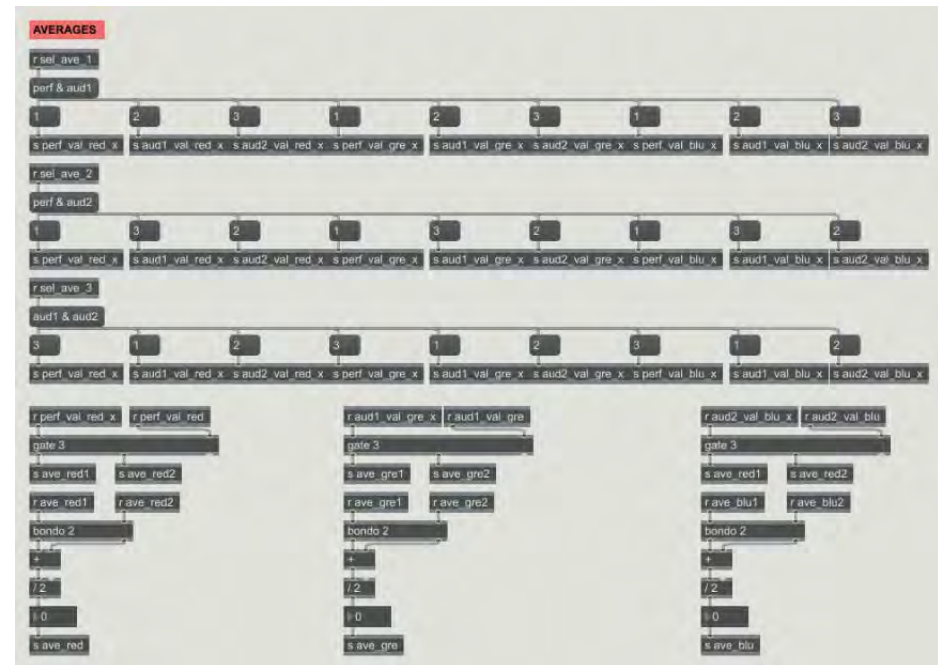 AVERAGES
r sel_ave_1
perf & aud1
1 2 3 1 2 3 1 2 3
s perf_val_red_x s aud1_val_red_x s aud2_val_red_x s perf_val_gre_x s aud1_val_gre_x s aud2_val_gre_x s perf_val_blu_x s aud1_val_blu_x s aud2_val_blu_x
r sel_ave_2
perf & aud2
1 3 2 1 3 2 1 3 2
s perf_val_red_x s aud1_val_red_x s aud2_val_red_x s perf_val_gre_x s aud1_val_gre_x s aud2_val_gre_x s perf_val_blu_x s aud1_val_blu_x s aud2_val_blu_x
r sel_ave_3
aud1 & aud2
3 1 2 3 1 2 3 1 2
s perf_val_red_x s aud1_val_red_x s aud2_val_red_x s perf_val_gre_x s aud1_val_gre_x s aud2_val_gre_x s perf_val_blu_x s aud1_val_blu_x s aud2_val_blu_x
r perf_val_red_x r perf_val_red r aud1_val_gre_x r aud1_val_gre r aud2_val_blu_x r aud2_val_blu
gate 3 gate 3 gate 3
s ave_red1 s ave_red2 s ave_gre1 s ave_gre2 s ave_red1 s ave_red2
r ave_red1 r ave_red2 r ave_gre1 r ave_gre2 r ave_blu1 r ave_blu2
bondo 2 bondo 2 bondo 2
+ + +
/ 2 / 2 / 2
0 0 0
s ave_red s ave_gre s ave_blu